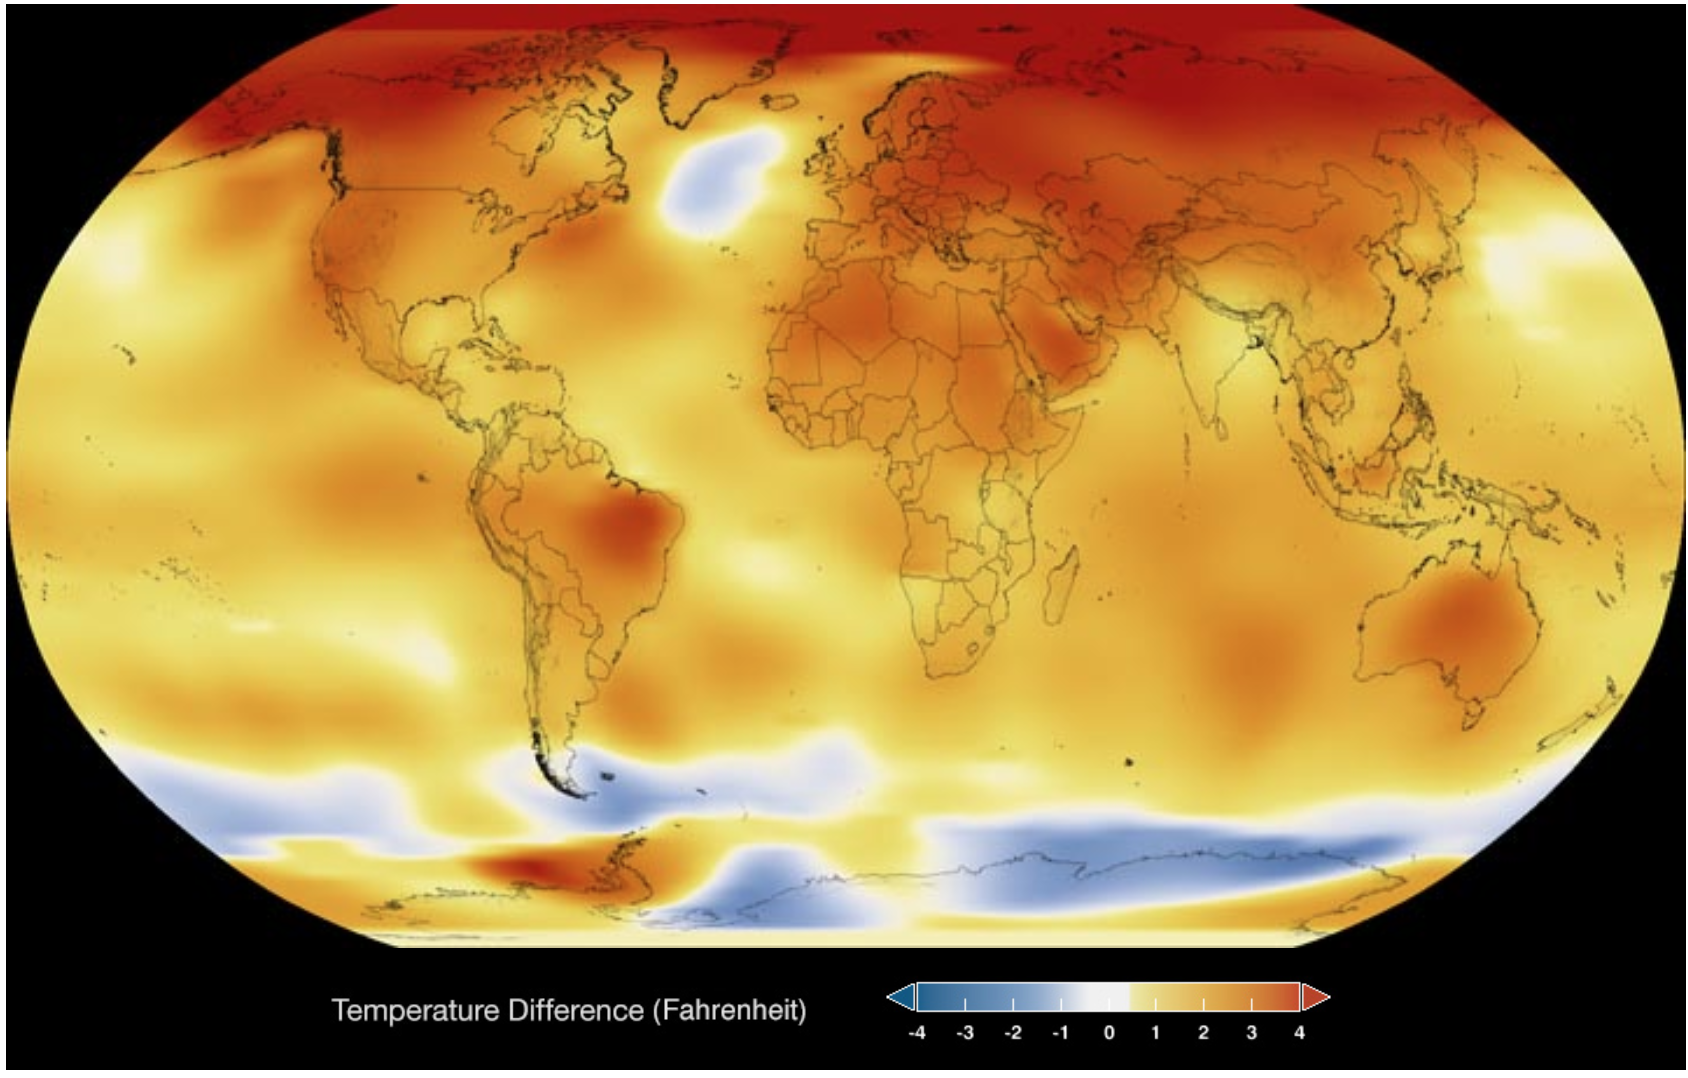 Temperature Difference (Fahrenheit)
-4 -3 -2 -1 0 1 2 3 4